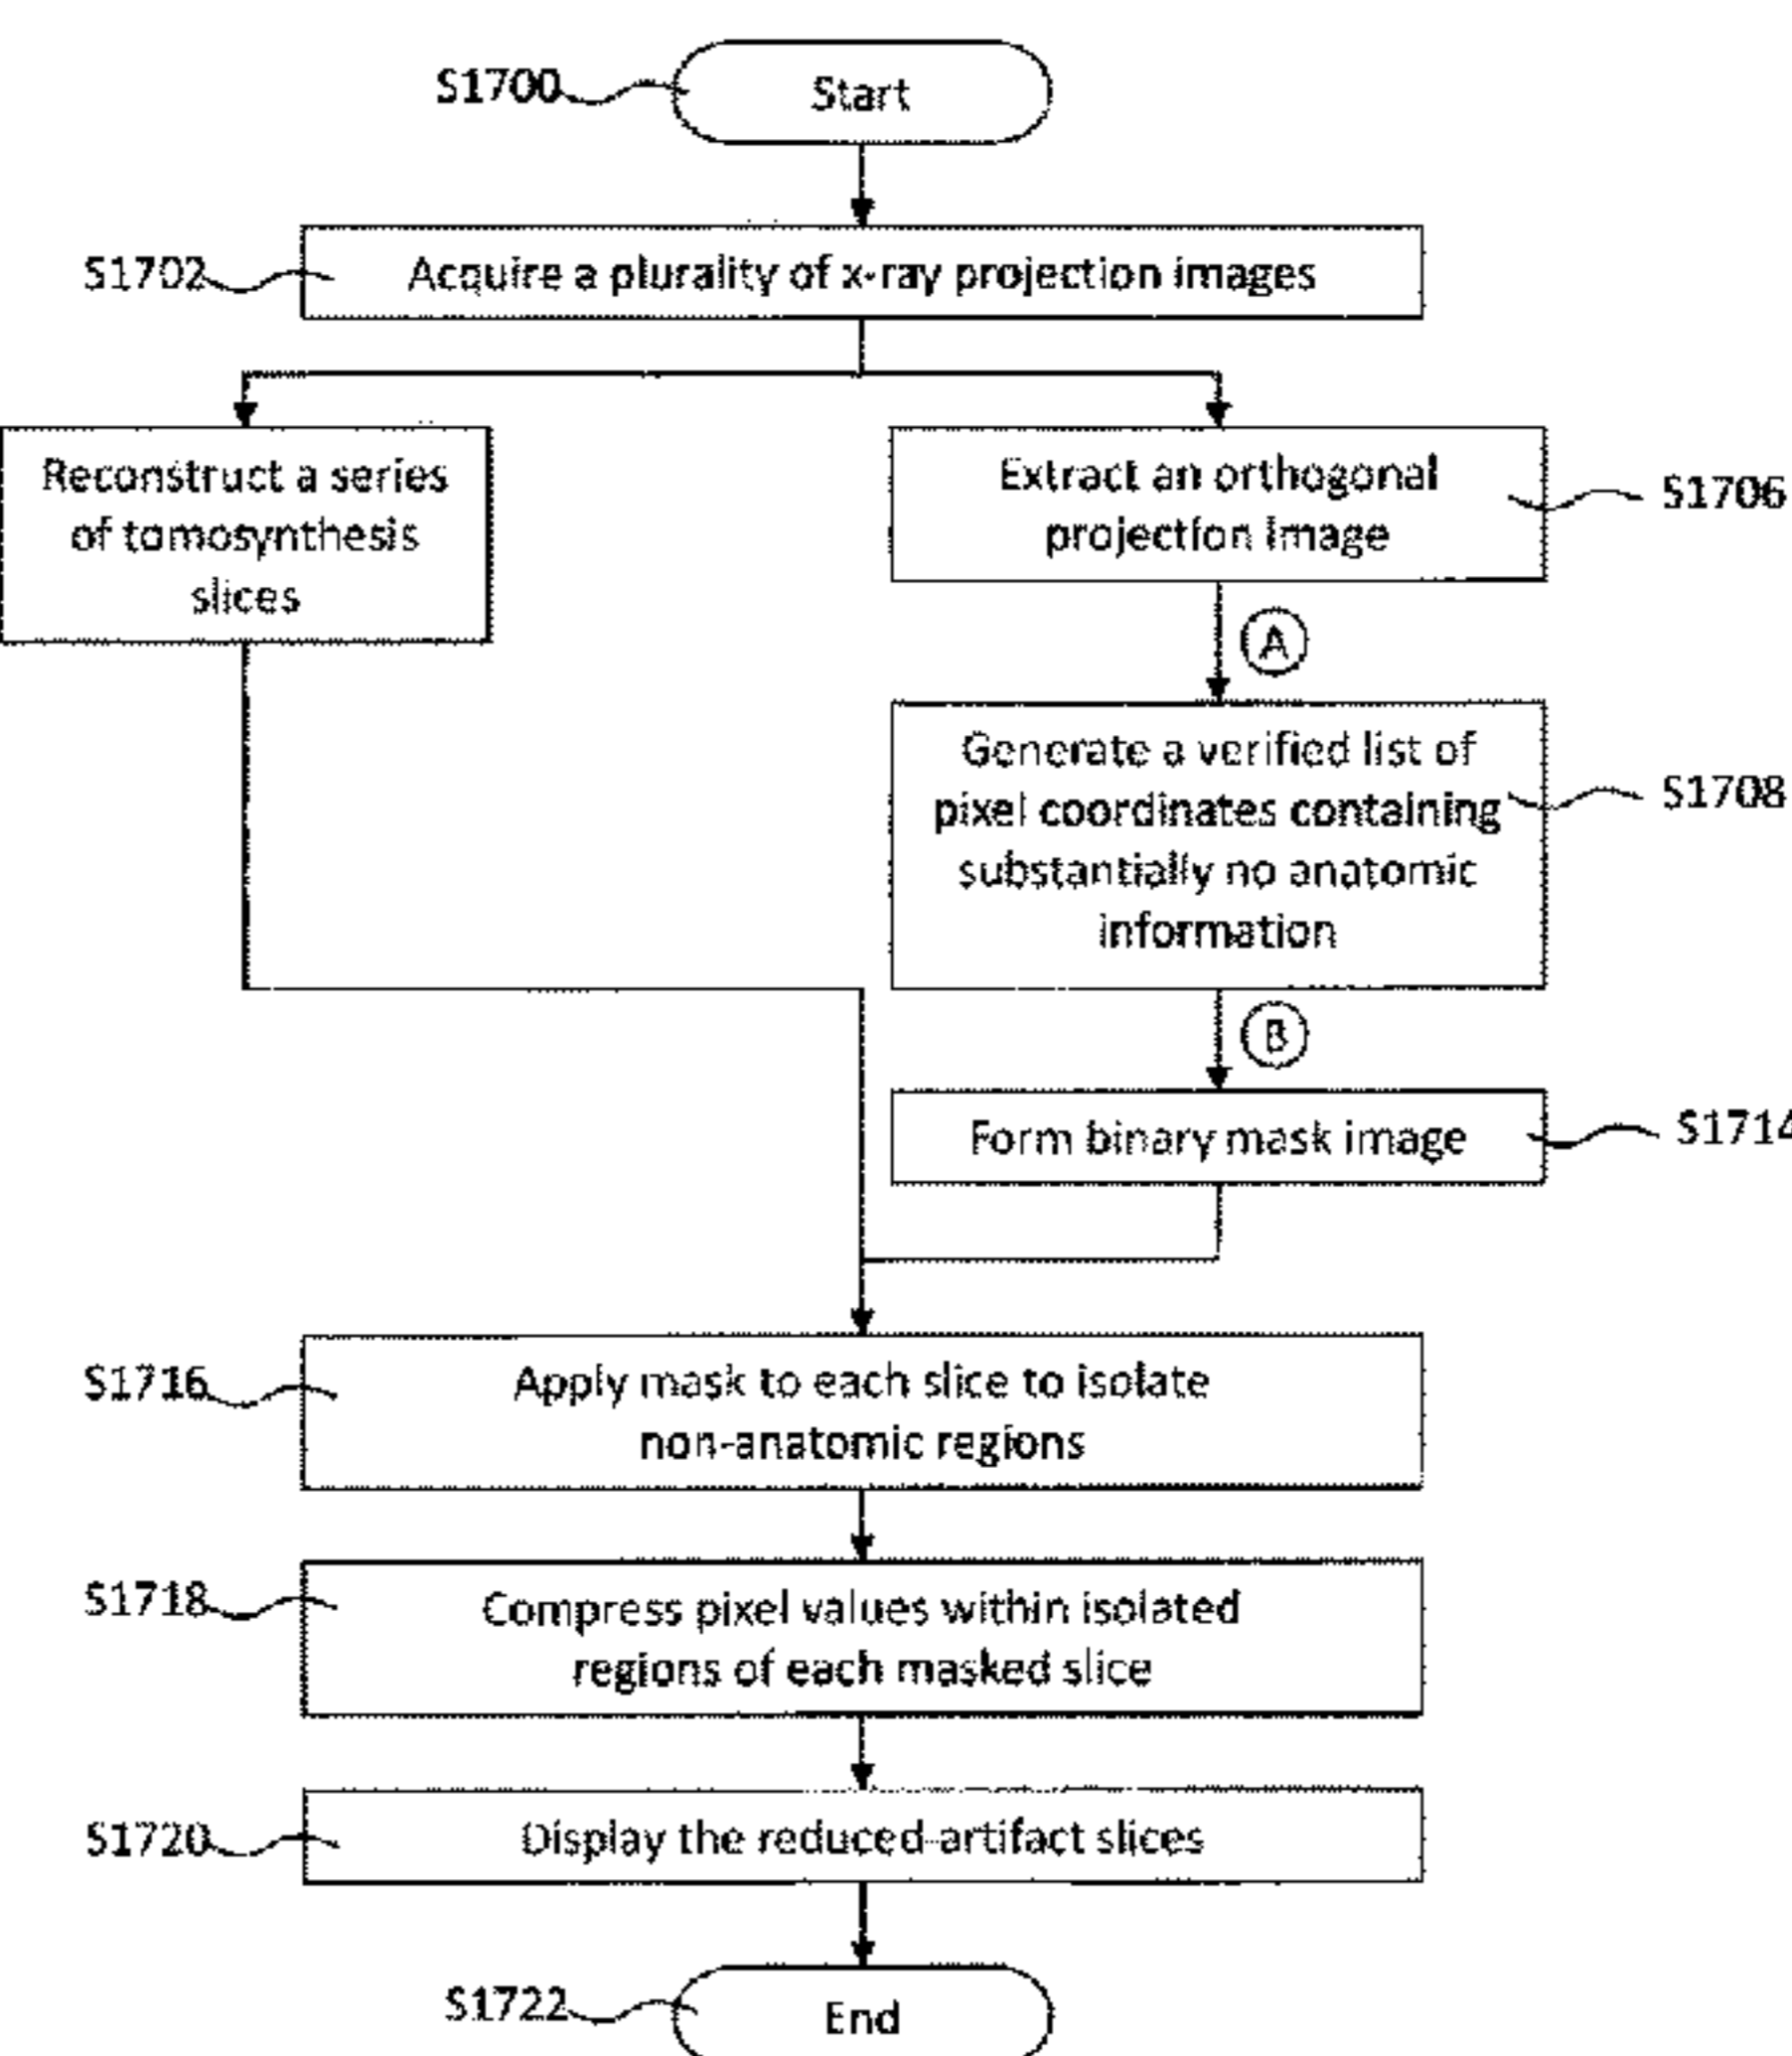 S1700
Start
S1702
Acquire a plurality of x-ray projection images
Reconstruct a series
of tomosynthesis
slices
Extract an orthogonal
projection image
S1706
A
Generate a verified list of
pixel coordinates containing
substantially no anatomic
information
S1708
B
Form binary mask image
S1714
S1716
Apply mask to each slice to isolate
non-anatomic regions
S1718
Compress pixel values within isolated
regions of each masked slice
S1720
Display the reduced-artifact slices
S1722
End